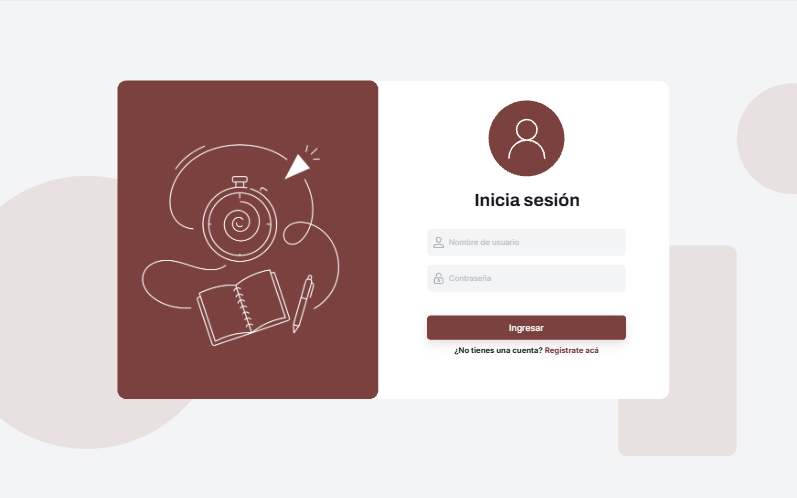 Inicia sesión
Nombre de usuario
Contraseña
Ingresar
¿No tienes una cuenta? Registrate acá